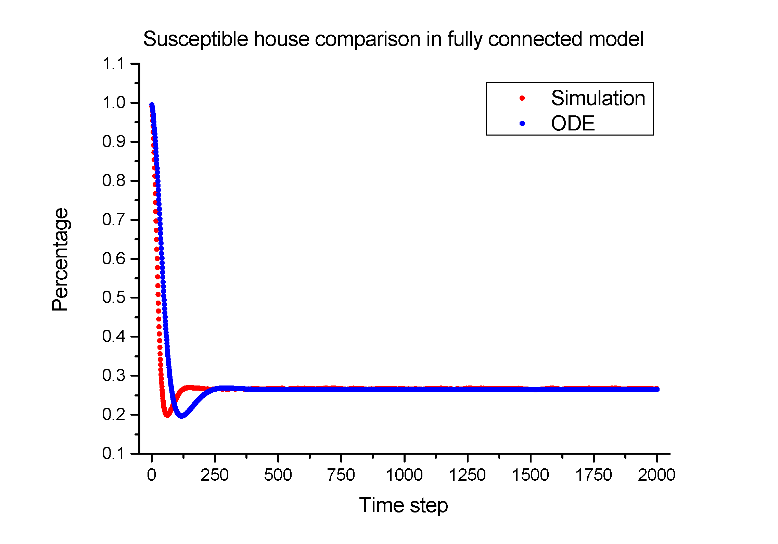 Susceptible house comparison in fully connected model
1.1
1.0
0.9
0.8
0.7
0.6
0.5
0.4
0.3
0.2
0.1
Percentage
Simulation
ODE
0 250 500 750 1000 1250 1500 1750 2000
Time step